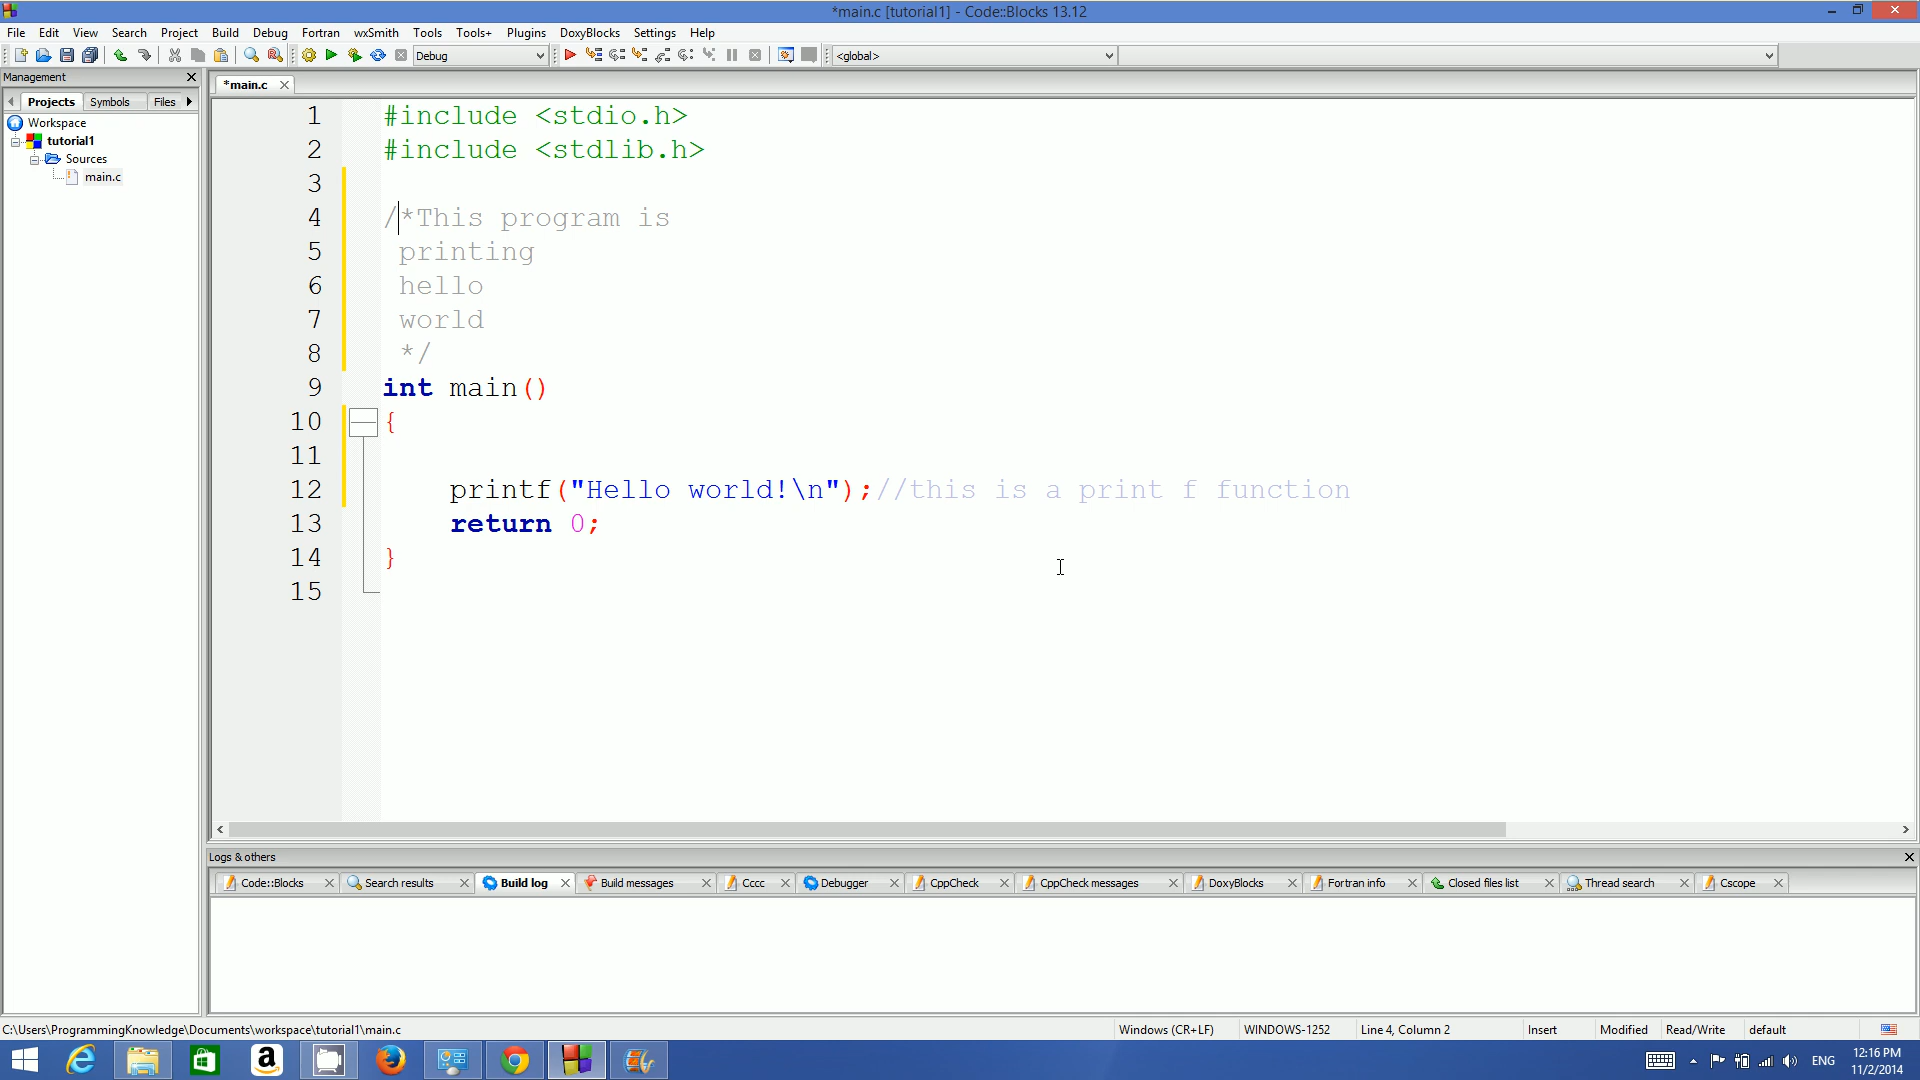 *main.c [tutorial1] - Code::Blocks 13.12
File Edit View Search Project Build Debug Fortran wxSmith Tools Tools+ Plugins DoxyBlocks Settings Help
Debug <global>
Management
*main.c
Projects Symbols Files
Workspace
tutorial1
Sources
main.c
1 #include <stdio.h>
2 #include <stdlib.h>
3
4 /*This program is
5 printing
6 hello
7 world
8 */
9 int main()
10 {
11
12 printf("Hello world!\n");//this is a print f function
13 return 0;
14 }
15
Logs & others
Code::Blocks Search results Build log Build messages Cccc Debugger CppCheck CppCheck messages DoxyBlocks Fortran info Closed files list Thread search Cscope
C:\Users\ProgrammingKnowledge\Documents\workspace\tutorial1\main.c Windows (CR+LF) WINDOWS-1252 Line 4, Column 2 Insert Modified Read/Write default
ENG 12:16 PM
11/2/2014